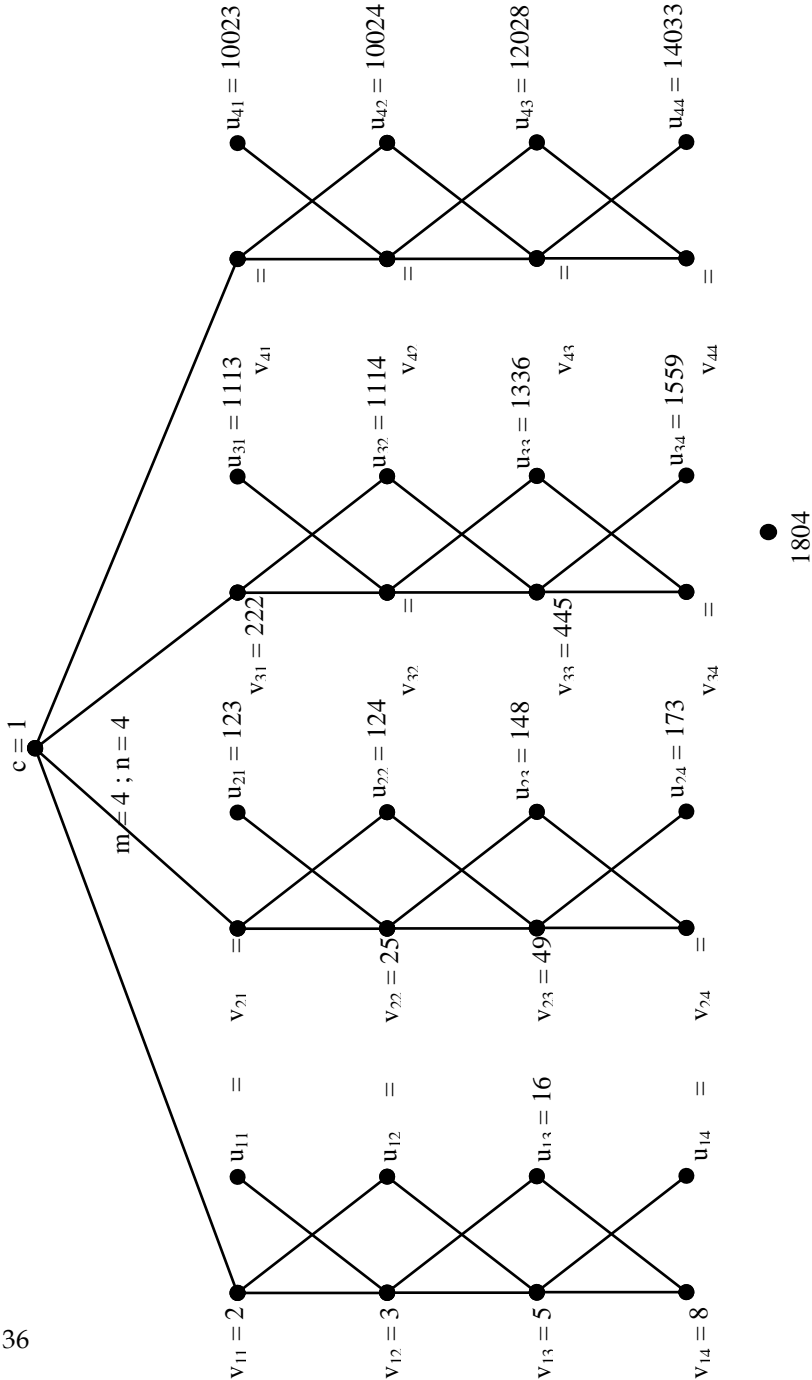 36
c = 1
m = 4 ; n = 4
v₁₁ = 2
u₁₁ =
v₂₁ =
u₂₁ = 123
v₃₁ = 222
u₃₁ = 1113
v₄₁ =
u₄₁ = 10023
v₁₂ = 3
u₁₂ =
v₂₂ = 25
u₂₂ = 124
v₃₂ =
u₃₂ = 1114
v₄₂ =
u₄₂ = 10024
v₁₃ = 5
u₁₃ = 16
v₂₃ = 49
u₂₃ = 148
v₃₃ = 445
u₃₃ = 1336
v₄₃ =
u₄₃ = 12028
v₁₄ = 8
u₁₄ =
v₂₄ =
u₂₄ = 173
v₃₄ =
u₃₄ = 1559
v₄₄ =
u₄₄ = 14033
1804